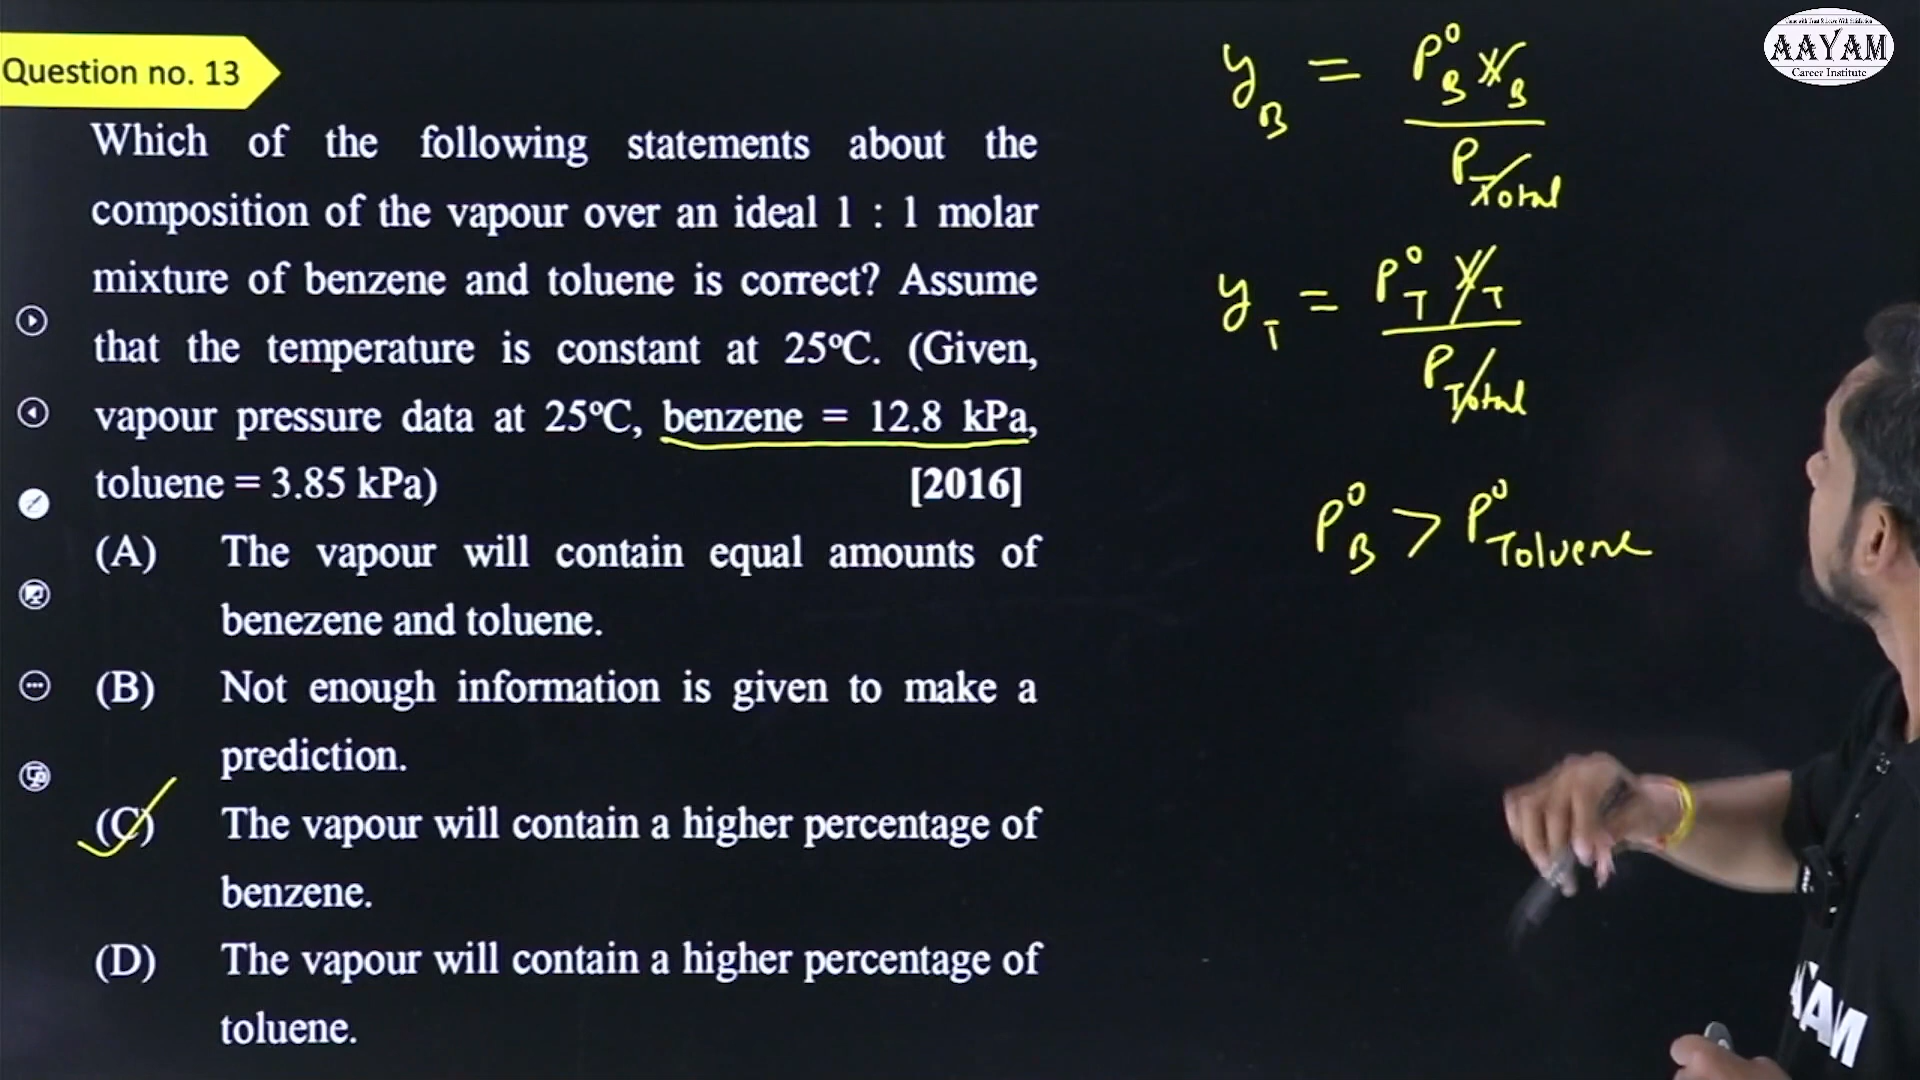 Question no. 13
Which of the following statements about the
composition of the vapour over an ideal 1 : 1 molar
mixture of benzene and toluene is correct? Assume
that the temperature is constant at 25°C. (Given,
vapour pressure data at 25°C, benzene = 12.8 kPa,
toluene = 3.85 kPa) [2016]
(A) The vapour will contain equal amounts of
benezene and toluene.
(B) Not enough information is given to make a
prediction.
(C) The vapour will contain a higher percentage of
benzene.
(D) The vapour will contain a higher percentage of
toluene.
y_B = P°_B x_B
P_Total
y_T = P°_T x_T
P_Total
P°_B > P°_Toluene
AAYAM
Career Institute
AAM